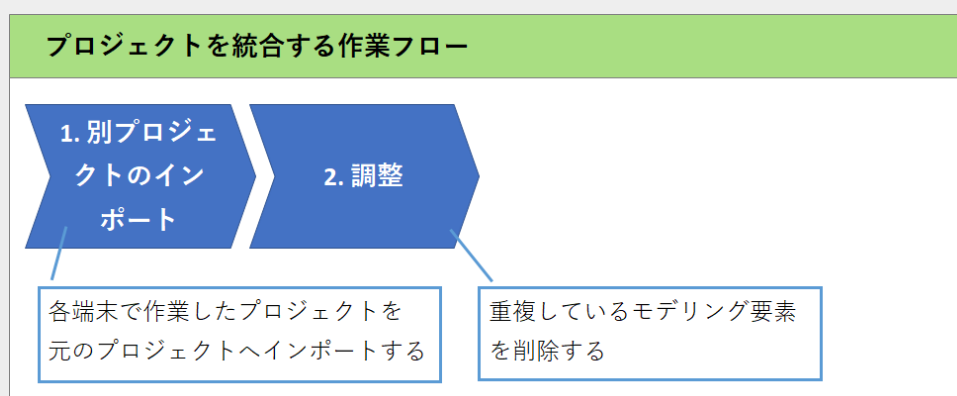 プロジェクトを統合する作業フロー
1. 別プロジェ
クトのイン
ポート
2. 調整
各端末で作業したプロジェクトを
元のプロジェクトへインポートする
重複しているモデリング要素
を削除する